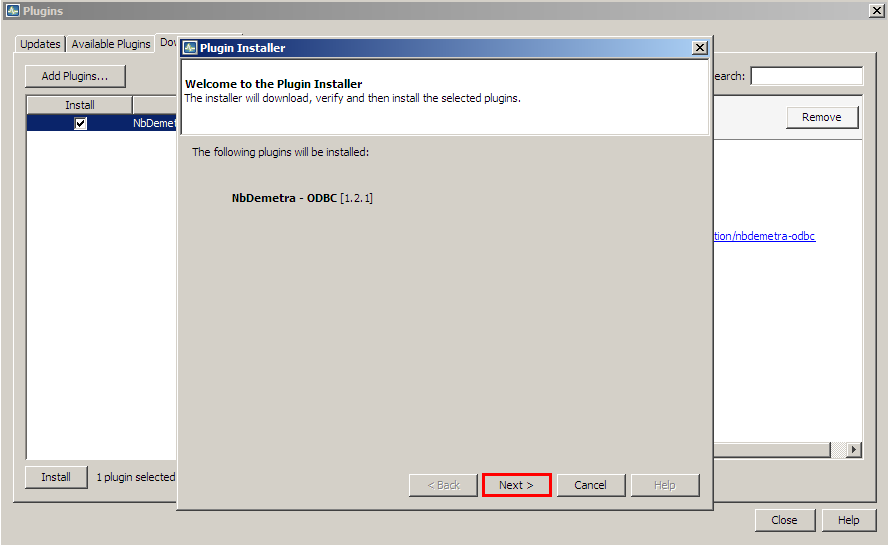 Plugins
Updates
Available Plugins
Plugin Installer
Add Plugins...
Welcome to the Plugin Installer
The installer will download, verify and then install the selected plugins.
earch:
Install
Remove
NbDemet
The following plugins will be installed:
NbDemetra - ODBC [1.2.1]
tion/nbdemetra-odbc
Install
1 plugin selected
< Back
Next >
Cancel
Help
Close
Help